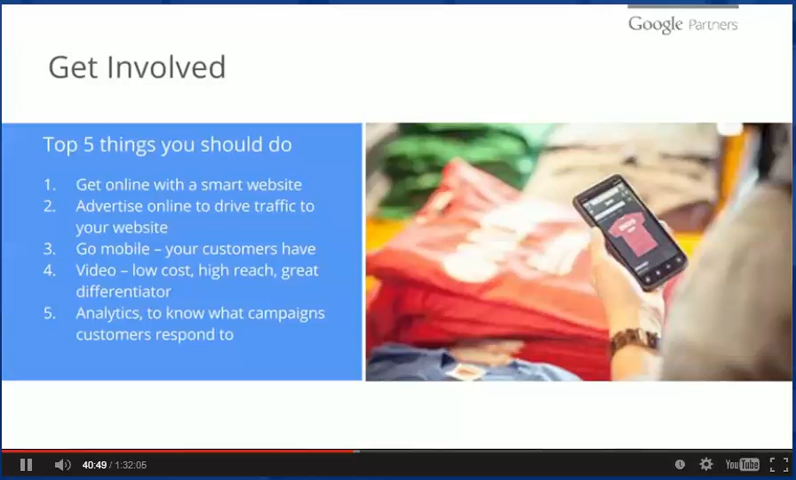 Google Partners
Get Involved
Top 5 things you should do
1. Get online with a smart website
2. Advertise online to drive traffic to
your website
3. Go mobile – your customers have
4. Video – low cost, high reach, great
differentiator
5. Analytics, to know what campaigns
customers respond to
40:49 / 1:32:05
YouTube